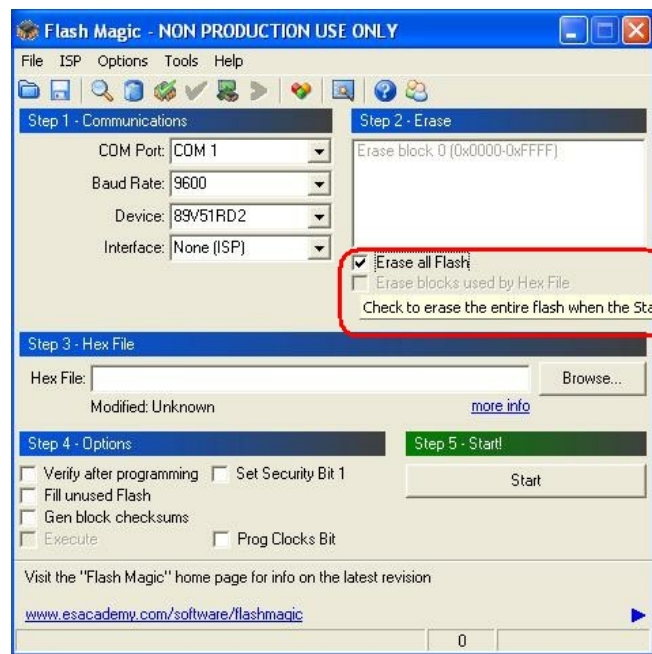 Flash Magic - NON PRODUCTION USE ONLY
File ISP Options Tools Help
Step 1 - Communications
COM Port: COM 1
Baud Rate: 9600
Device: 89V51RD2
Interface: None (ISP)
Step 2 - Erase
Erase block 0 (0x0000-0xFFFF)
Erase all Flash
Erase blocks used by Hex File
Check to erase the entire flash when the Sta
Step 3 - Hex File
Hex File:
Browse...
Modified: Unknown
more info
Step 4 - Options
Verify after programming
Set Security Bit 1
Fill unused Flash
Gen block checksums
Execute
Prog Clocks Bit
Step 5 - Start!
Start
Visit the "Flash Magic" home page for info on the latest revision
www.esacademy.com/software/flashmagic
0